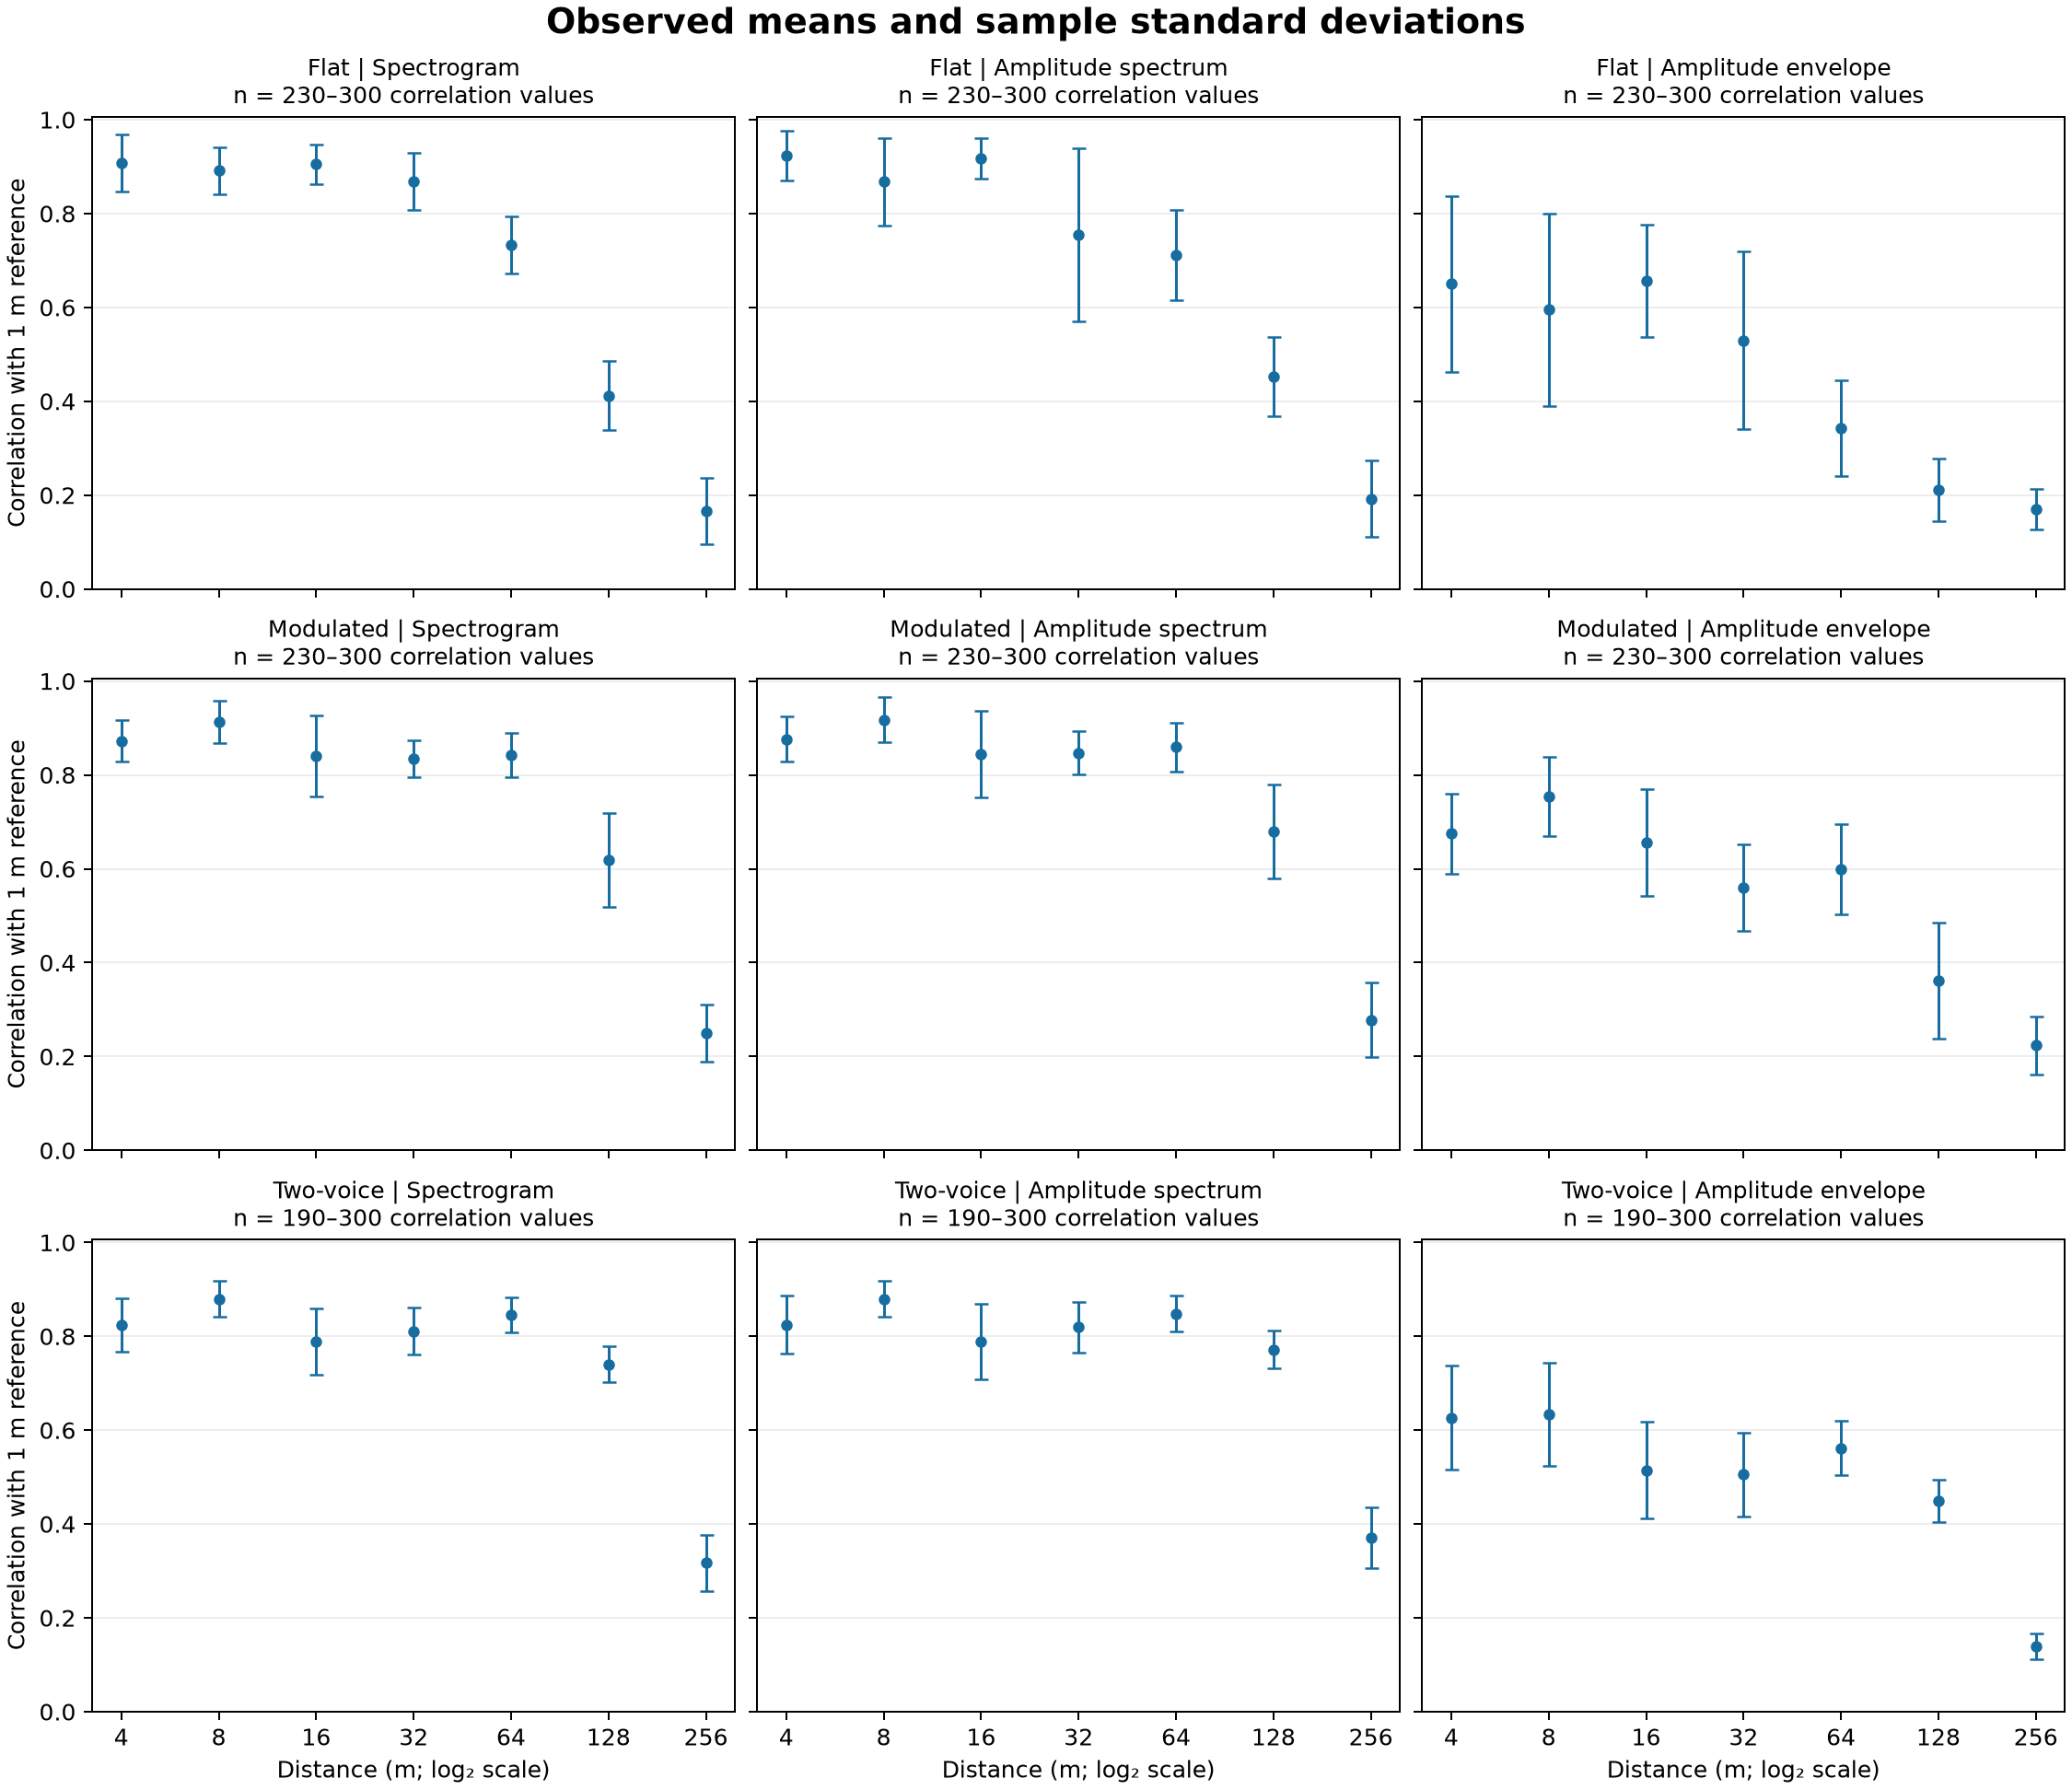 Observed means and sample standard deviations
Flat | Spectrogram
n = 230–300 correlation values
Flat | Amplitude spectrum
n = 230–300 correlation values
Flat | Amplitude envelope
n = 230–300 correlation values
Correlation with 1 m reference
1.0
0.8
0.6
0.4
0.2
0.0
Modulated | Spectrogram
n = 230–300 correlation values
Modulated | Amplitude spectrum
n = 230–300 correlation values
Modulated | Amplitude envelope
n = 230–300 correlation values
Correlation with 1 m reference
1.0
0.8
0.6
0.4
0.2
0.0
Two-voice | Spectrogram
n = 190–300 correlation values
Two-voice | Amplitude spectrum
n = 190–300 correlation values
Two-voice | Amplitude envelope
n = 190–300 correlation values
Correlation with 1 m reference
1.0
0.8
0.6
0.4
0.2
0.0
4 8 16 32 64 128 256
Distance (m; log₂ scale)
4 8 16 32 64 128 256
Distance (m; log₂ scale)
4 8 16 32 64 128 256
Distance (m; log₂ scale)